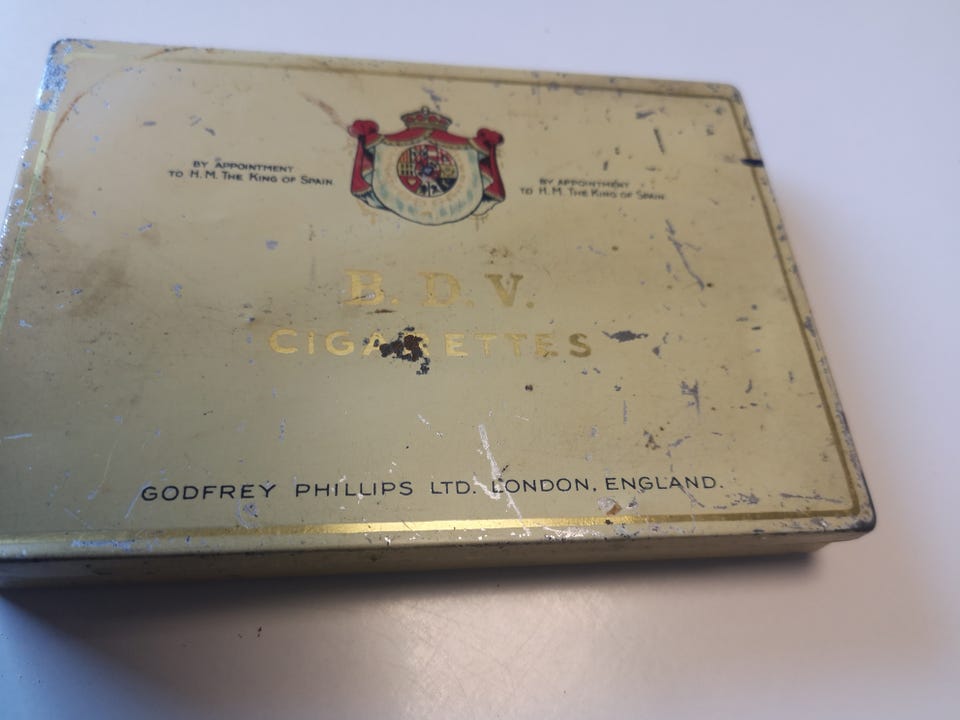 BY APPOINTMENT
TO H. M. THE KING OF SPAIN
BY APPOINTMENT
TO H. M. THE KING OF SPAIN
B. D. V.
CIGARETTES
GODFREY PHILLIPS LTD. LONDON, ENGLAND.